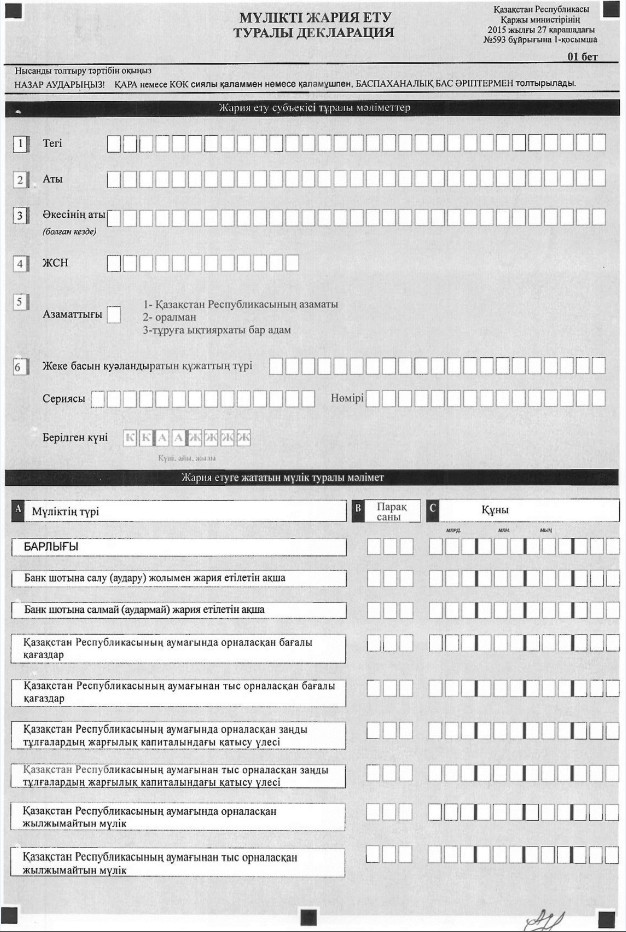 МҮЛІКТІ ЖАРИЯ ЕТУ
ТУРАЛЫ ДЕКЛАРАЦИЯ
Қазақстан Республикасы
Қаржы министірінің
2015 жылғы 27 қарашадағы
№593 бұйрығына 1-қосымша
01 бет
Нысанды толтыру тәртібін оқыңыз
НАЗАР АУДАРЫҢЫЗ! ҚАРА немесе КӨК сиялы қаламмен немесе қаламұшпен, БАСПАХАНАЛЫҚ БАС ӘРІПТЕРМЕН толтырылады.
Жария ету субъекісі туралы мәліметтер
1 Тегі
2 Аты
3 Әкесінің аты
(болған кезде)
4 ЖСН
5 Азаматтығы
1- Қазақстан Республикасының азаматы
2- оралман
3-тұруға ықтиярхаты бар адам
6 Жеке басын куәландыратын құжаттың түрі
Сериясы Нөмірі
Берілген күні К К А А Ж Ж Ж Ж
Күні, айы, жылы
Жария етуге жататын мүлік туралы мәлімет
A Мүліктің түрі B Парақ саны C Құны
МЛРД. МЛН. МЫҢ
БАРЛЫҒЫ
Банк шотына салу (аудару) жолымен жария етілетін ақша
Банк шотына салмай (аудармай) жария етілетін ақша
Қазақстан Республикасының аумағында орналасқан бағалы
қағаздар
Қазақстан Республикасының аумағынан тыс орналасқан бағалы
қағаздар
Қазақстан Республикасының аумағында орналасқан заңды
тұлғалардың жарғылық капиталындағы қатысу үлесі
Қазақстан Республикасының аумағынан тыс орналасқан заңды
тұлғалардың жарғылық капиталындағы қатысу үлесі
Қазақстан Республикасының аумағында орналасқан
жылжымайтын мүлік
Қазақстан Республикасының аумағынан тыс орналасқан
жылжымайтын мүлік